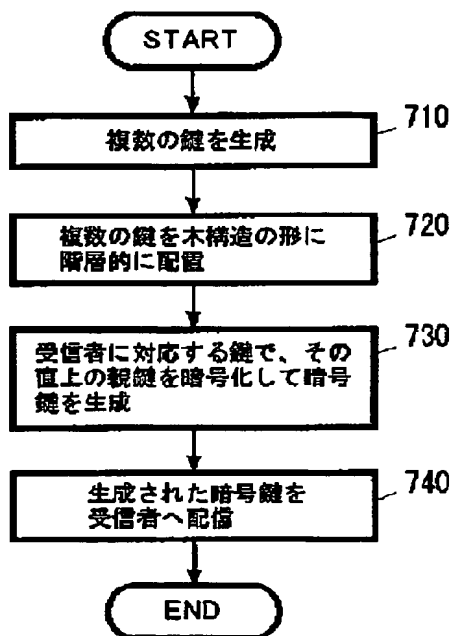 START
複数の鍵を生成
710
複数の鍵を木構造の形に
階層的に配置
720
受信者に対応する鍵で、その
直上の親鍵を暗号化して暗号
鍵を生成
730
生成された暗号鍵を
受信者へ配信
740
END